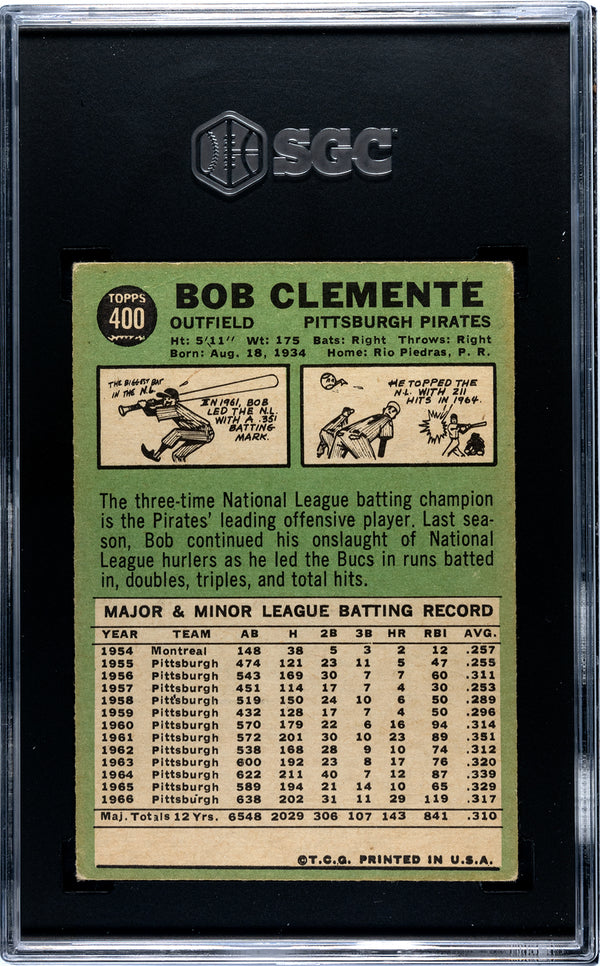 SGC
TOPPS
400
BOB CLEMENTE
OUTFIELD PITTSBURGH PIRATES
Ht: 5'11" Wt: 175 Bats: Right Throws: Right
Born: Aug. 18, 1934 Home: Rio Piedras, P. R.
THE BIGGEST BAT
IN THE N.L.
IN 1961, BOB
LED THE N.L.
WITH A .351
BATTING
MARK.
HE TOPPED THE
N.L. WITH 211
HITS IN 1964.
The three-time National League batting champion
is the Pirates' leading offensive player. Last sea-
son, Bob continued his onslaught of National
League hurlers as he led the Bucs in runs batted
in, doubles, triples, and total hits.
MAJOR & MINOR LEAGUE BATTING RECORD
YEAR TEAM AB H 2B 3B HR RBI AVG.
1954 Montreal 148 38 5 3 2 12 .257
1955 Pittsburgh 474 121 23 11 5 47 .255
1956 Pittsburgh 543 169 30 7 7 60 .311
1957 Pittsburgh 451 114 17 7 4 30 .253
1958 Pittsburgh 519 150 24 10 6 50 .289
1959 Pittsburgh 432 128 17 7 4 50 .296
1960 Pittsburgh 570 179 22 6 16 94 .314
1961 Pittsburgh 572 201 30 10 23 89 .351
1962 Pittsburgh 538 168 28 9 10 74 .312
1963 Pittsburgh 600 192 23 8 17 76 .320
1964 Pittsburgh 622 211 40 7 12 87 .339
1965 Pittsburgh 589 194 21 14 10 65 .329
1966 Pittsburgh 638 202 31 11 29 119 .317
Maj. Totals 12 Yrs. 6548 2029 306 107 143 841 .310
©T.C.G. PRINTED IN U.S.A.